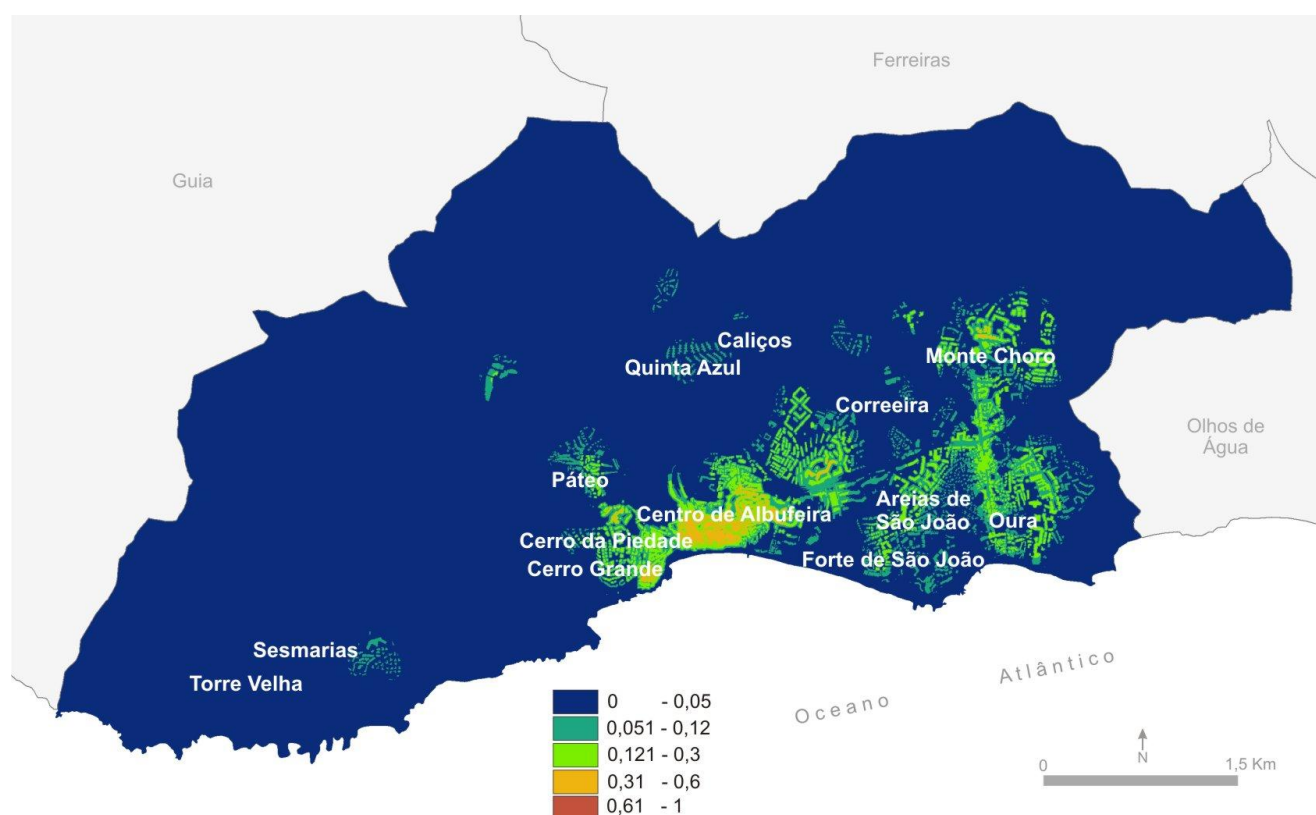 Ferreiras
Guia
Caliços
Quinta Azul
Monte Choro
Correeira
Olhos de
Água
Páteo
Centro de Albufeira
Areias de
São João
Oura
Cerro da Piedade
Cerro Grande
Forte de São João
Sesmarias
Torre Velha
Oceano Atlântico
0 - 0,05
0,051 - 0,12
0,121 - 0,3
0,31 - 0,6
0,61 - 1
N
0 1,5 Km